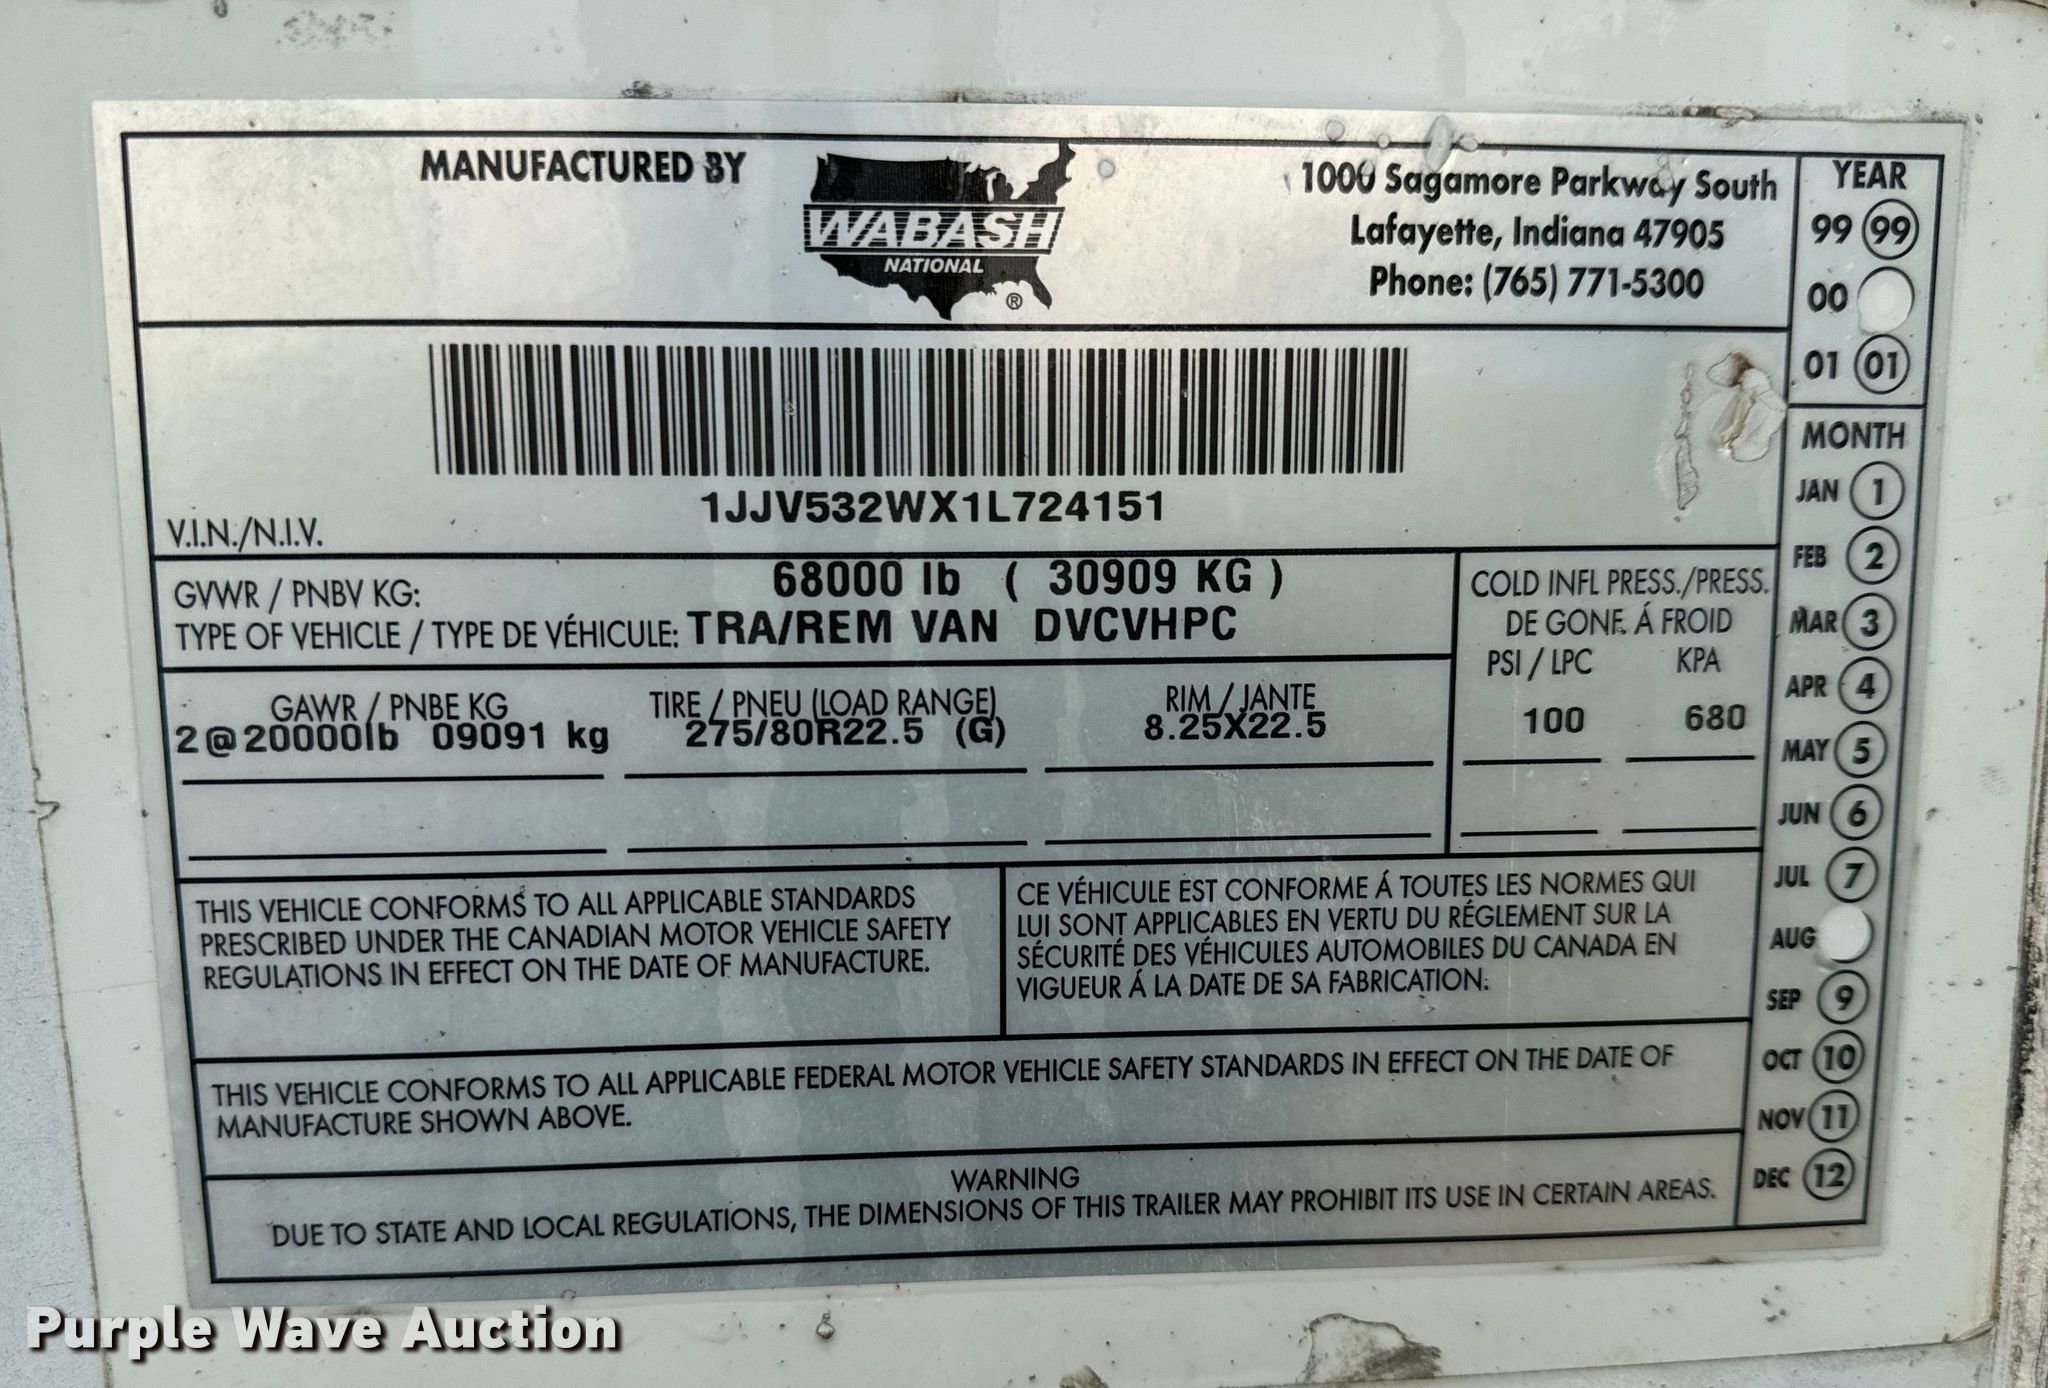 MANUFACTURED BY
WABASH
NATIONAL
®
1000 Sagamore Parkway South
Lafayette, Indiana 47905
Phone: (765) 771-5300
YEAR
99 99
00
01 01
1JJV532WX1L724151
V.I.N./N.I.V.
MONTH
JAN 1
FEB 2
MAR 3
APR 4
MAY 5
JUN 6
JUL 7
AUG
SEP 9
OCT 10
NOV 11
DEC 12
GVWR / PNBV KG: 68000 lb ( 30909 KG )
TYPE OF VEHICLE / TYPE DE VÉHICULE: TRA/REM VAN DVCVHPC
COLD INFL PRESS./PRESS.
DE GONF. Á FROID
PSI / LPC KPA
100 680
GAWR / PNBE KG TIRE / PNEU (LOAD RANGE) RIM / JANTE
2@20000lb 09091 kg 275/80R22.5 (G) 8.25X22.5
THIS VEHICLE CONFORMS TO ALL APPLICABLE STANDARDS
PRESCRIBED UNDER THE CANADIAN MOTOR VEHICLE SAFETY
REGULATIONS IN EFFECT ON THE DATE OF MANUFACTURE.
CE VÉHICULE EST CONFORME Á TOUTES LES NORMES QUI
LUI SONT APPLICABLES EN VERTU DU RÉGLEMENT SUR LA
SÉCURITÉ DES VÉHICULES AUTOMOBILES DU CANADA EN
VIGUEUR Á LA DATE DE SA FABRICATION.
THIS VEHICLE CONFORMS TO ALL APPLICABLE FEDERAL MOTOR VEHICLE SAFETY STANDARDS IN EFFECT ON THE DATE OF
MANUFACTURE SHOWN ABOVE.
WARNING
DUE TO STATE AND LOCAL REGULATIONS, THE DIMENSIONS OF THIS TRAILER MAY PROHIBIT ITS USE IN CERTAIN AREAS.
Purple Wave Auction